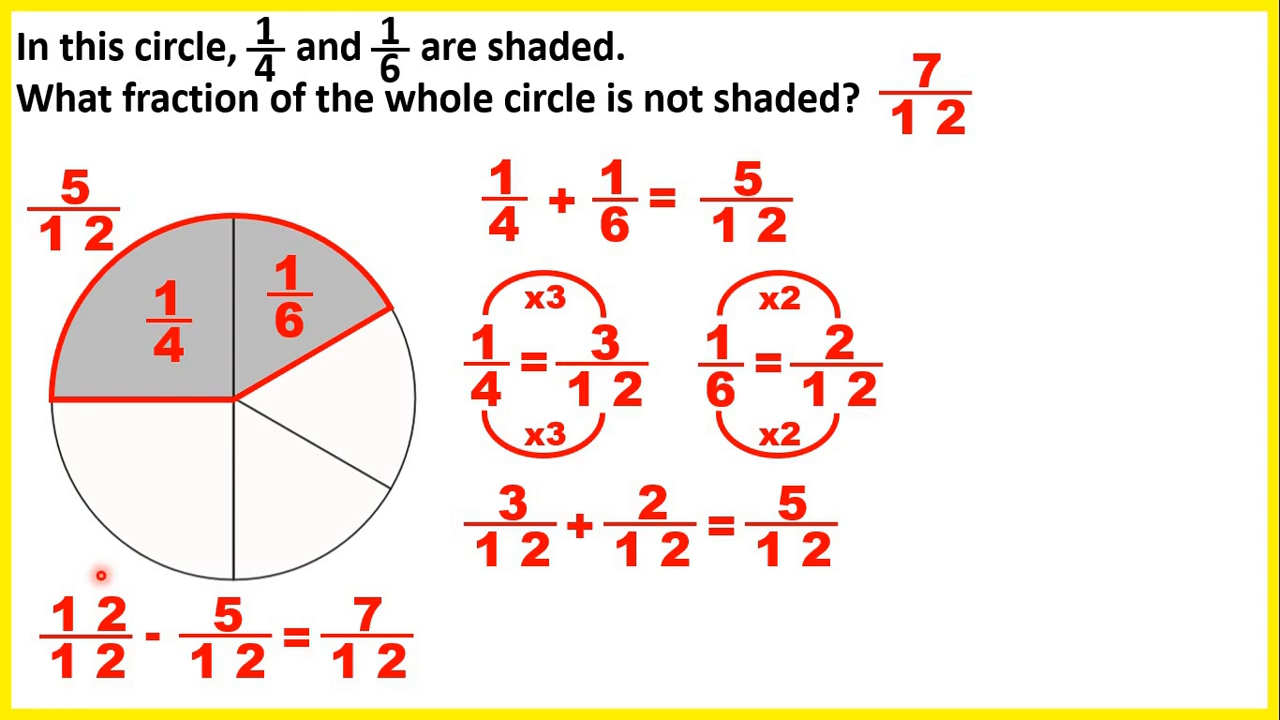 In this circle, 1/4 and 1/6 are shaded.
What fraction of the whole circle is not shaded? 7/12
5/12
1/4 + 1/6 = 5/12
1/4
1/6
x3
x2
1/4 = 3/12
1/6 = 2/12
x3
x2
3/12 + 2/12 = 5/12
12/12 - 5/12 = 7/12